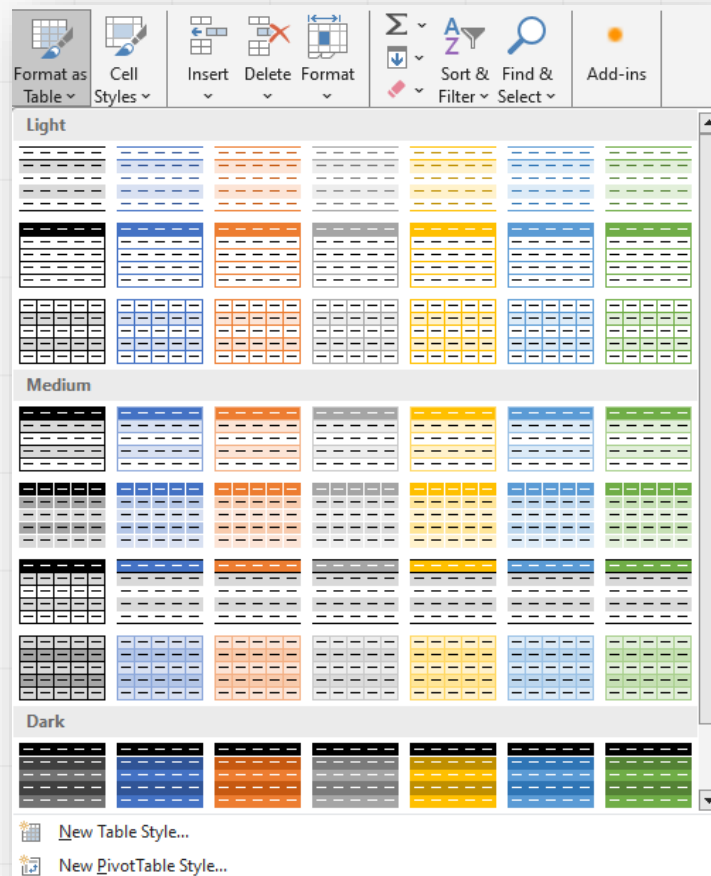 Format as Table
Cell Styles
Insert
Delete
Format
Σ
AZ
Sort & Filter
Find & Select
Add-ins
Light
Medium
Dark
New Table Style...
New PivotTable Style...